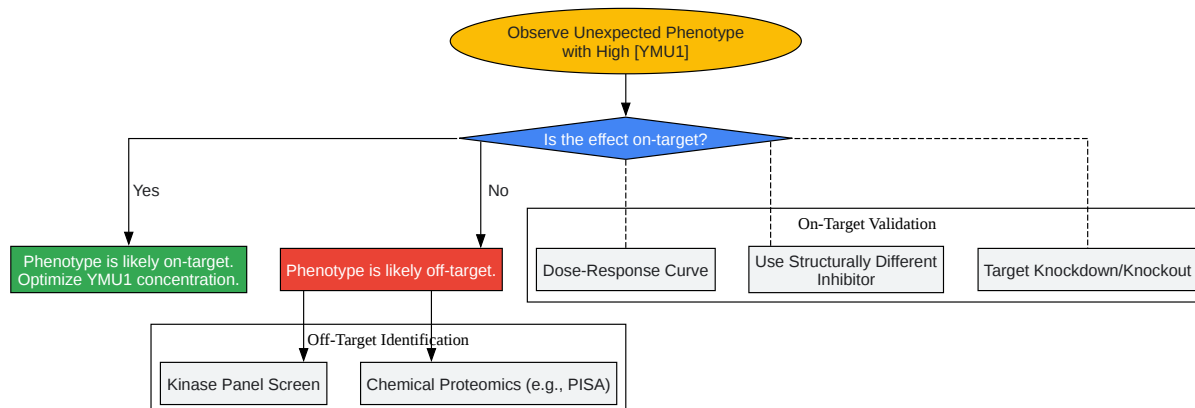 Observe Unexpected Phenotype
with High [YMU1]
Is the effect on-target?
Yes
No
On-Target Validation
Phenotype is likely on-target.
Optimize YMU1 concentration.
Phenotype is likely off-target.
Dose-Response Curve
Use Structurally Different
Inhibitor
Target Knockdown/Knockout
Off-Target Identification
Kinase Panel Screen
Chemical Proteomics (e.g., PISA)